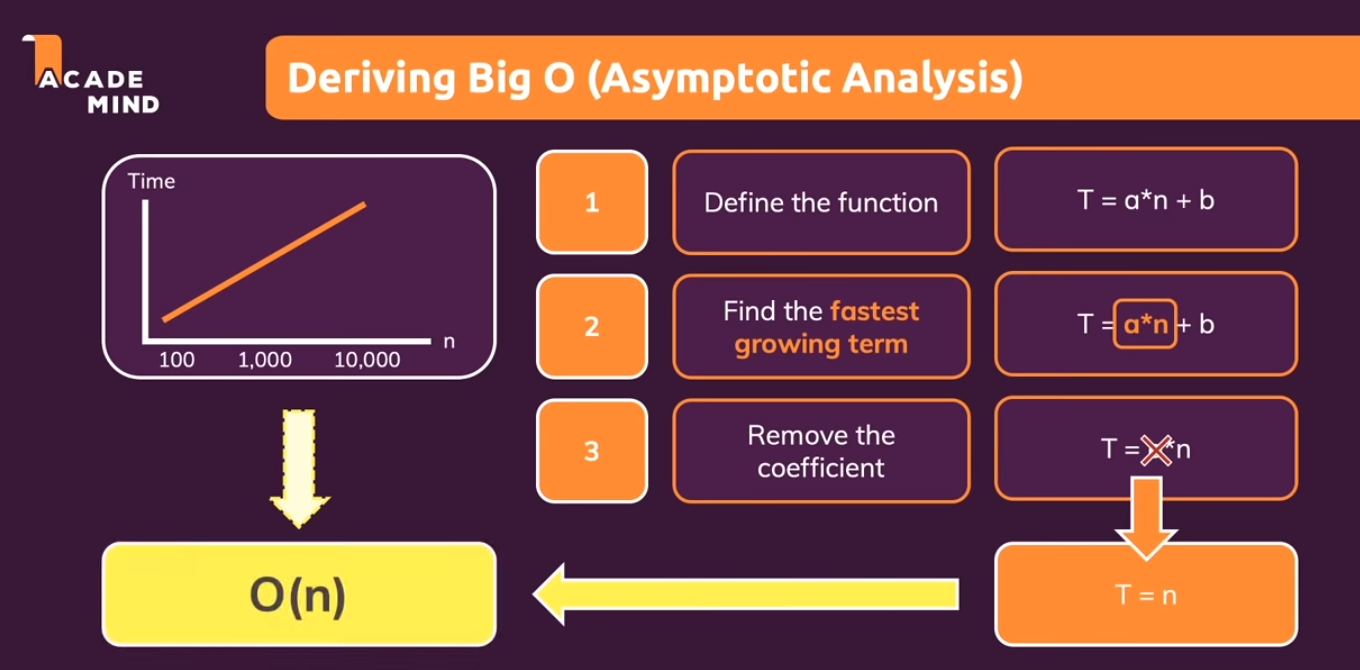 ACADE
MIND
Deriving Big O (Asymptotic Analysis)
Time
n
100 1,000 10,000
O(n)
1
Define the function
T = a*n + b
2
Find the fastest
growing term
T = a*n + b
3
Remove the
coefficient
T = *n
T = n